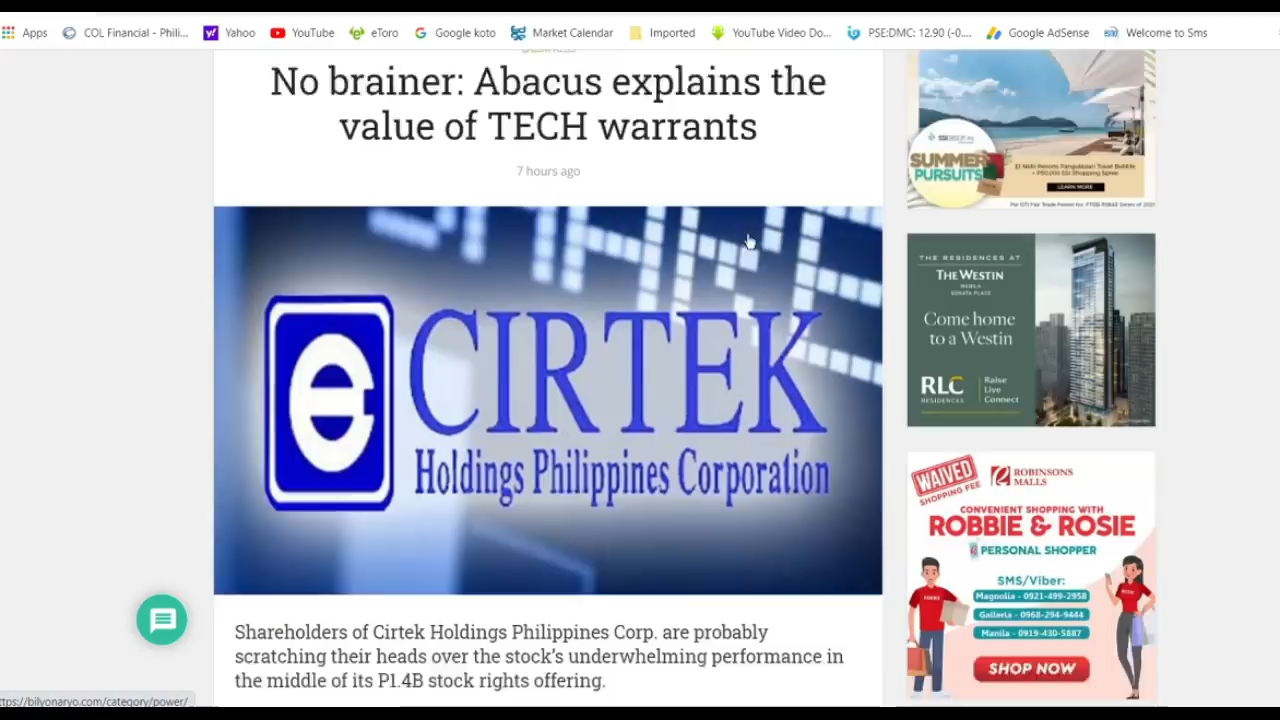 Apps
COL Financial - Phili...
Yahoo
YouTube
eToro
Google koto
Market Calendar
Imported
YouTube Video Do...
PSE:DMC: 12.90 (-0....
Google AdSense
Welcome to Sms
No brainer: Abacus explains the
value of TECH warrants
7 hours ago
CIRTEK
Holdings Philippines Corporation
Shareholders of Cirtek Holdings Philippines Corp. are probably
scratching their heads over the stock's underwhelming performance in
the middle of its P1.4B stock rights offering.
SUMMER
PURSUITS
LEARN MORE
THE RESIDENCES AT
THE WESTIN
MANILA
SONATA PLACE
Come home
to a Westin
RLC
RESIDENCES
Raise
Live
Connect
WAIVED
SHOPPING FEE
ROBINSONS
MALLS
CONVENIENT SHOPPING WITH
ROBBIE & ROSIE
PERSONAL SHOPPER
SMS/Viber:
Magnolia - 0921-499-2958
Galleria - 0968-294-9444
Manila - 0919-430-5887
SHOP NOW
ttps://bilyonaryo.com/category/power/